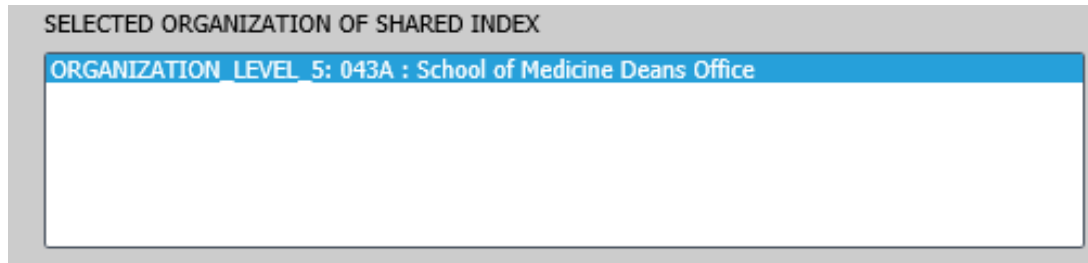 SELECTED ORGANIZATION OF SHARED INDEX
ORGANIZATION_LEVEL_5: 043A : School of Medicine Deans Office